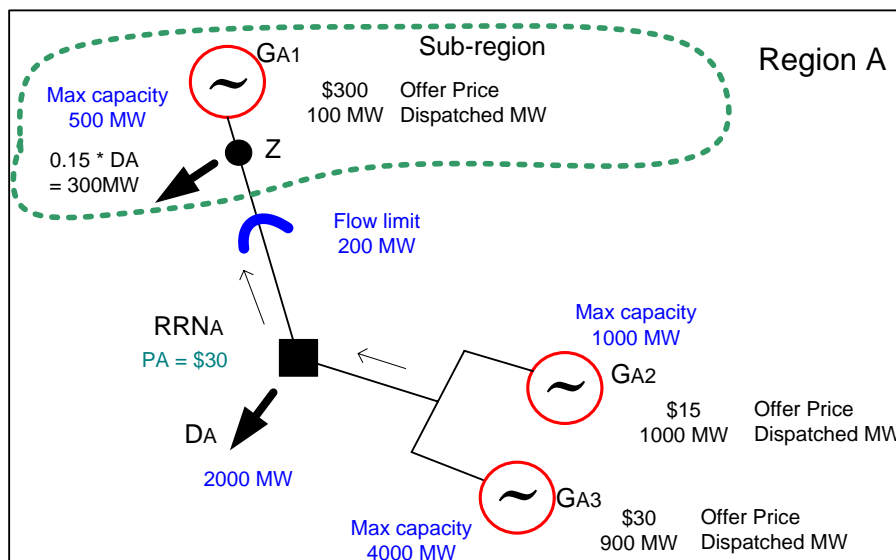 Sub-region
Region A
GA1
Max capacity
500 MW
$300 Offer Price
100 MW Dispatched MW
~
Z
0.15 * DA
= 300MW
Flow limit
200 MW
RRNA
PA = $30
Max capacity
1000 MW
GA2
~
$15 Offer Price
1000 MW Dispatched MW
DA
2000 MW
GA3
~
Max capacity
4000 MW
$30 Offer Price
900 MW Dispatched MW